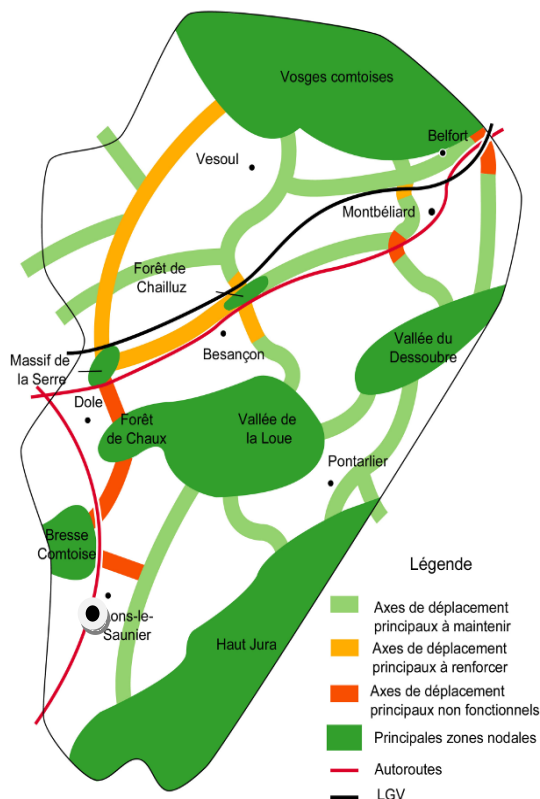 Vosges comtoises
Belfort
Vesoul
Montbéliard
Forêt de
Chailluz
Besançon
Vallée du
Dessoubre
Massif de
la Serre
Dole
Forêt
de Chaux
Vallée de
la Loue
Pontarlier
Bresse
Comtoise
ons-le-
Saunier
Haut Jura
Légende
Axes de déplacement
principaux à maintenir
Axes de déplacement
principaux à renforcer
Axes de déplacement
principaux non fonctionnels
Principales zones nodales
Autoroutes
LGV